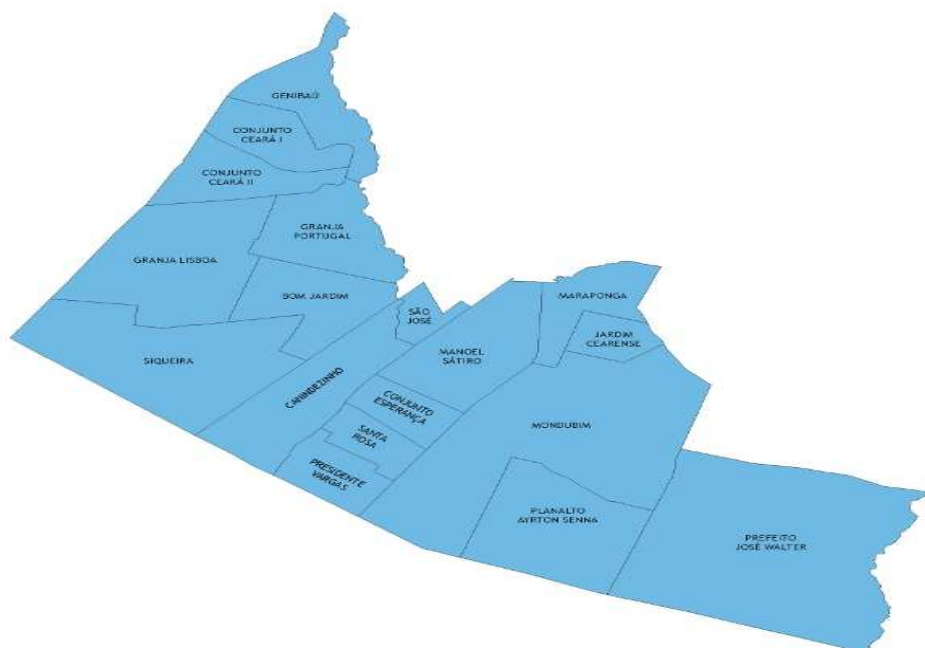 GENIBAÚ
CONJUNTO
CEARÁ I
CONJUNTO
CEARÁ II
GRANJA
PORTUGAL
GRANJA LISBOA
BOM JARDIM
SÃO
JOSÉ
MARAPONGA
JARDIM
CEARENSE
MANOEL
SÁTIRO
SIQUEIRA
CANINDEZINHO
CONJUNTO
ESPERANÇA
MONDUBIM
SANTA
ROSA
PRESIDENTE
VARGAS
PLANALTO
AYRTON SENNA
PREFEITO
JOSÉ WALTER